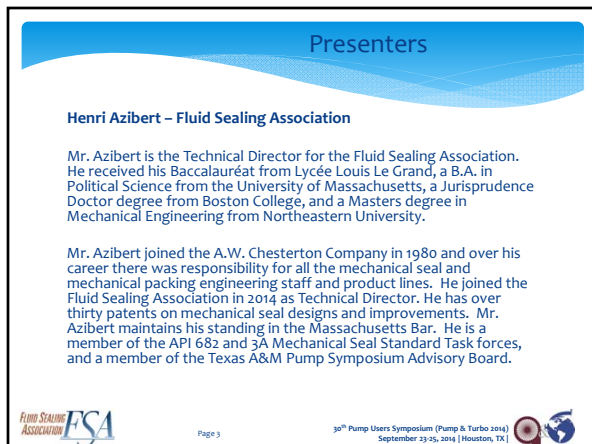 Presenters
Henri Azibert – Fluid Sealing Association
Mr. Azibert is the Technical Director for the Fluid Sealing Association.
He received his Baccalauréat from Lycée Louis Le Grand, a B.A. in
Political Science from the University of Massachusetts, a Jurisprudence
Doctor degree from Boston College, and a Masters degree in
Mechanical Engineering from Northeastern University.
Mr. Azibert joined the A.W. Chesterton Company in 1980 and over his
career there was responsibility for all the mechanical seal and
mechanical packing engineering staff and product lines. He joined the
Fluid Sealing Association in 2014 as Technical Director. He has over
thirty patents on mechanical seal designs and improvements. Mr.
Azibert maintains his standing in the Massachusetts Bar. He is a
member of the API 682 and 3A Mechanical Seal Standard Task forces,
and a member of the Texas A&M Pump Symposium Advisory Board.
FLUID SEALING
ASSOCIATION FSA
Page 3
30th Pump Users Symposium (Pump & Turbo 2014)
September 23-25, 2014 | Houston, TX |